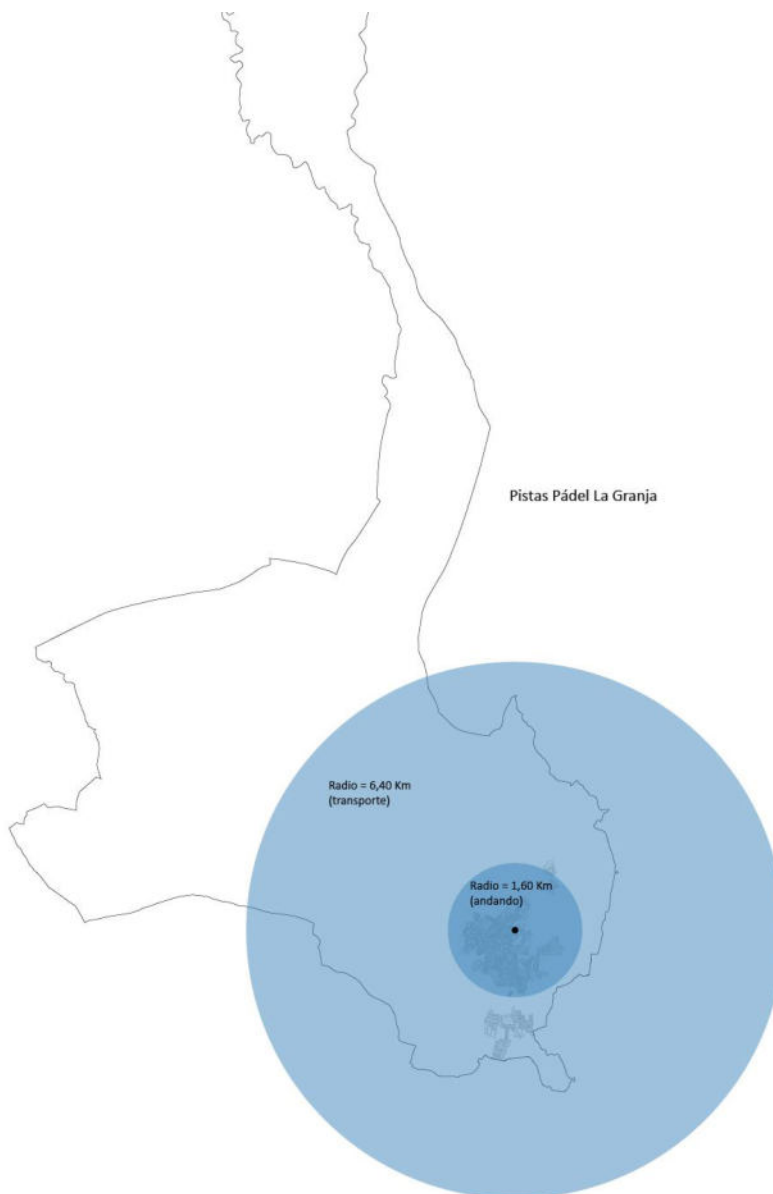 Pistas Pádel La Granja
Radio = 6,40 Km
(transporte)
Radio = 1,60 Km
(andando)